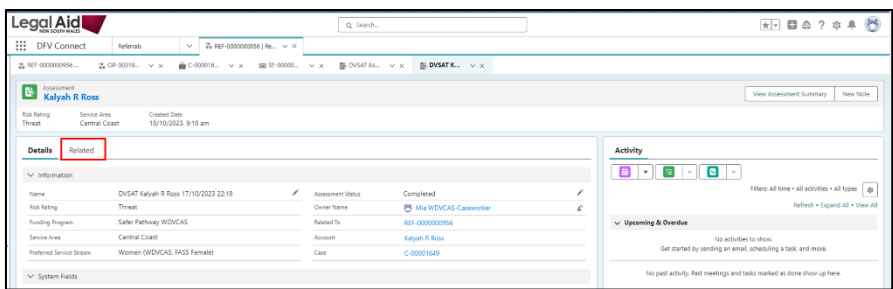 Legal Aid
NEW SOUTH WALES
Search...
DFV Connect Referrals REF-0000000956 | Re...
REF-0000000956 ... OP-00319... C-000016... SE-00000... DVSAT As... DVSAT K...
Assessment
Kalyah R Ross
View Assessment Summary New Note
Risk Rating Service Area Created Date
Threat Central Coast 18/10/2023, 9:18 am
Details Related
Information
Name DVSAT Kalyah R Ross 17/10/2023 22:18 Assessment Status Completed
Risk Rating Threat Owner Name Mia WDVCAS-Caseworker
Funding Program Safer Pathway WDVCAS Related To REF-0000000956
Service Area Central Coast Account Kalyah R Ross
Preferred Service Stream Women (WDVCAS, FASS Female) Case C-00001649
System Fields
Activity
Filters: All time • All activities • All types
Refresh • Expand All • View All
Upcoming & Overdue
No activities to show.
Get started by sending an email, scheduling a task, and more.
No past activity. Past meetings and tasks marked as done show up here.